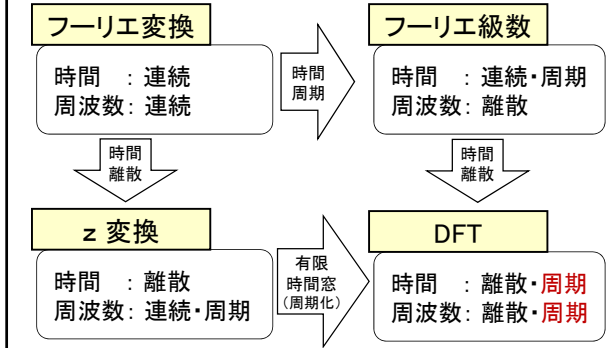 フーリエ変換
時間　：連続
周波数：連続
時間
周期
フーリエ級数
時間　：連続・周期
周波数：離散
時間
離散
時間
離散
z 変換
時間　：離散
周波数：連続・周期
有限
時間窓
(周期化)
DFT
時間　：離散・周期
周波数：離散・周期